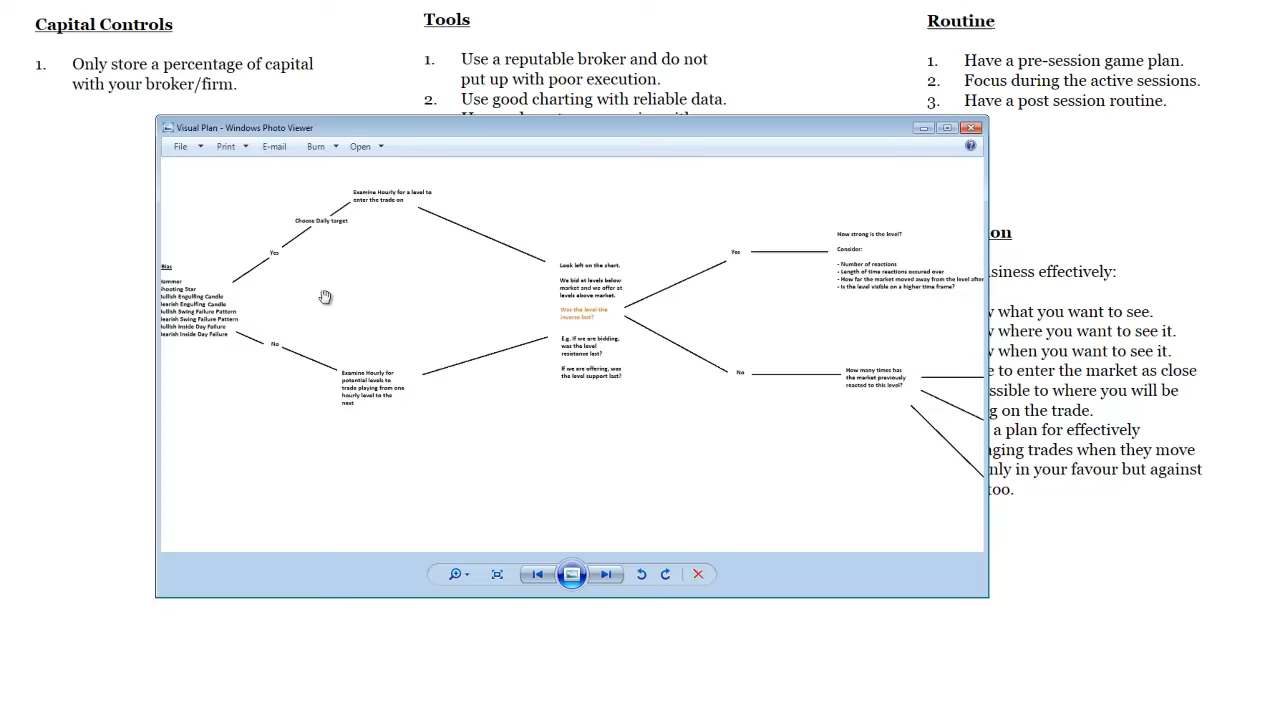 Capital Controls
1. Only store a percentage of capital
with your broker/firm.
Tools
1. Use a reputable broker and do not
put up with poor execution.
2. Use good charting with reliable data.
Routine
1. Have a pre-session game plan.
2. Focus during the active sessions.
3. Have a post session routine.
Visual Plan - Windows Photo Viewer
File Print E-mail Burn Open
Bias
Hammer
Shooting Star
Bullish Engulfing Candle
Bearish Engulfing Candle
Bullish Swing Failure Pattern
Bearish Swing Failure Pattern
Bullish Inside Day Failure
Bearish Inside Day Failure
Yes
Choose Daily target
Examine Hourly for a level to
enter the trade on
No
Examine Hourly for
potential levels to
trade playing from one
hourly level to the
next
Look left on the chart.
We bid at levels below
market and we offer at
levels above market.
Was the level the
inverse last?
E.g. If we are bidding,
was the level
resistance last?
If we are offering, was
the level support last?
Yes
How strong is the level?
Consider:
- Number of reactions
- Length of time reactions occured over
- How far the market moved away from the level after
- Is the level visible on a higher time frame?
No
How many times has
the market previously
reacted to this level?
on
usiness effectively:
w what you want to see.
w where you want to see it.
w when you want to see it.
e to enter the market as close
ssible to where you will be
g on the trade.
a plan for effectively
aging trades when they move
nly in your favour but against
too.